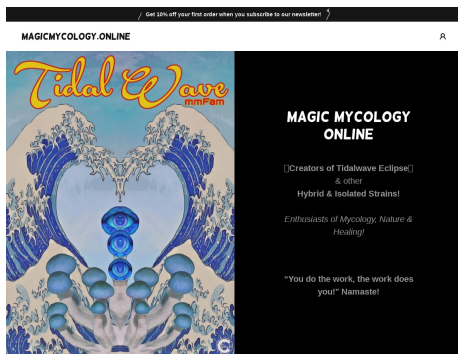 Get 10% off your first order when you subscribe to our newsletter!
MAGICMYCOLOGY.ONLINE
Tidal Wave
mmFam
MAGIC MYCOLOGY
ONLINE
Creators of Tidalwave Eclipse
& other
Hybrid & Isolated Strains!
Enthusiasts of Mycology, Nature &
Healing!
"You do the work, the work does
you!" Namaste!